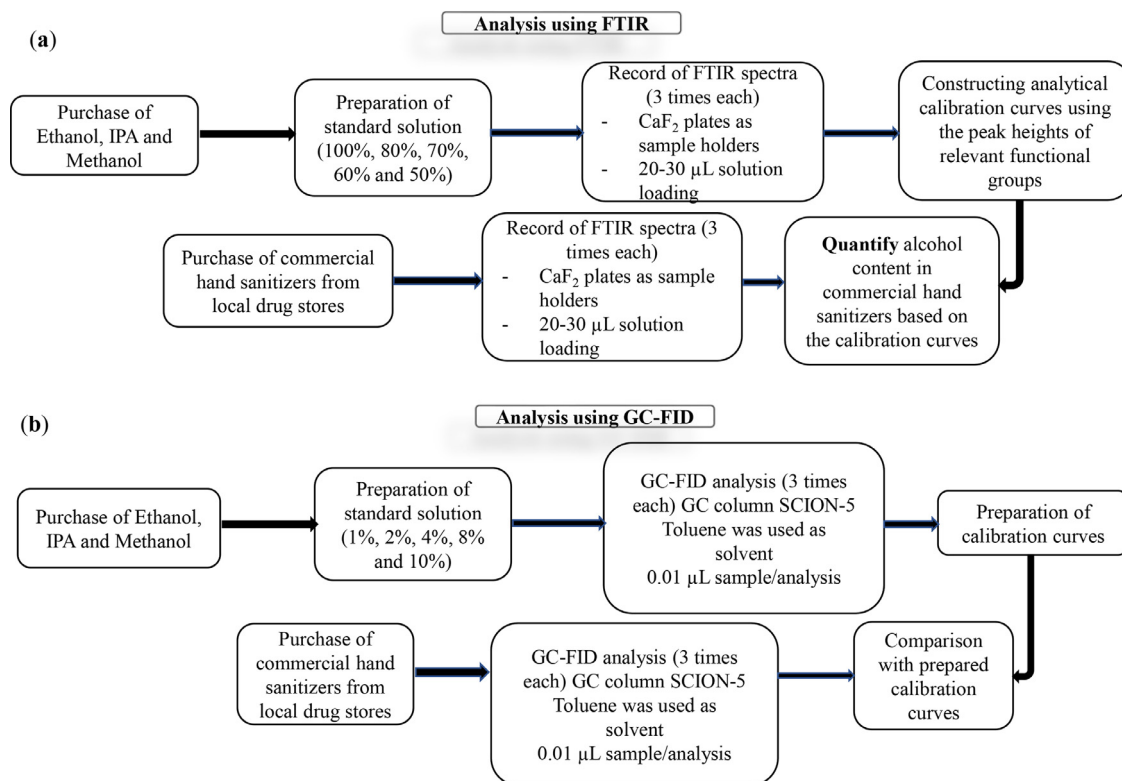 (a)
Analysis using FTIR
Purchase of
Ethanol, IPA and
Methanol
Preparation of
standard solution
(100%, 80%, 70%,
60% and 50%)
Record of FTIR spectra
(3 times each)
- CaF₂ plates as
sample holders
- 20-30 µL solution
loading
Constructing analytical
calibration curves using
the peak heights of
relevant functional
groups
Purchase of commercial
hand sanitizers from
local drug stores
Record of FTIR spectra (3
times each)
- CaF₂ plates as sample
holders
- 20-30 µL solution
loading
Quantify alcohol
content in
commercial hand
sanitizers based on
the calibration curves
(b)
Analysis using GC-FID
Purchase of Ethanol,
IPA and Methanol
Preparation of
standard solution
(1%, 2%, 4%, 8%
and 10%)
GC-FID analysis (3 times
each) GC column SCION-5
Toluene was used as
solvent
0.01 µL sample/analysis
Preparation of
calibration curves
Purchase of
commercial hand
sanitizers from
local drug stores
GC-FID analysis (3 times
each) GC column SCION-5
Toluene was used as
solvent
0.01 µL sample/analysis
Comparison
with prepared
calibration
curves